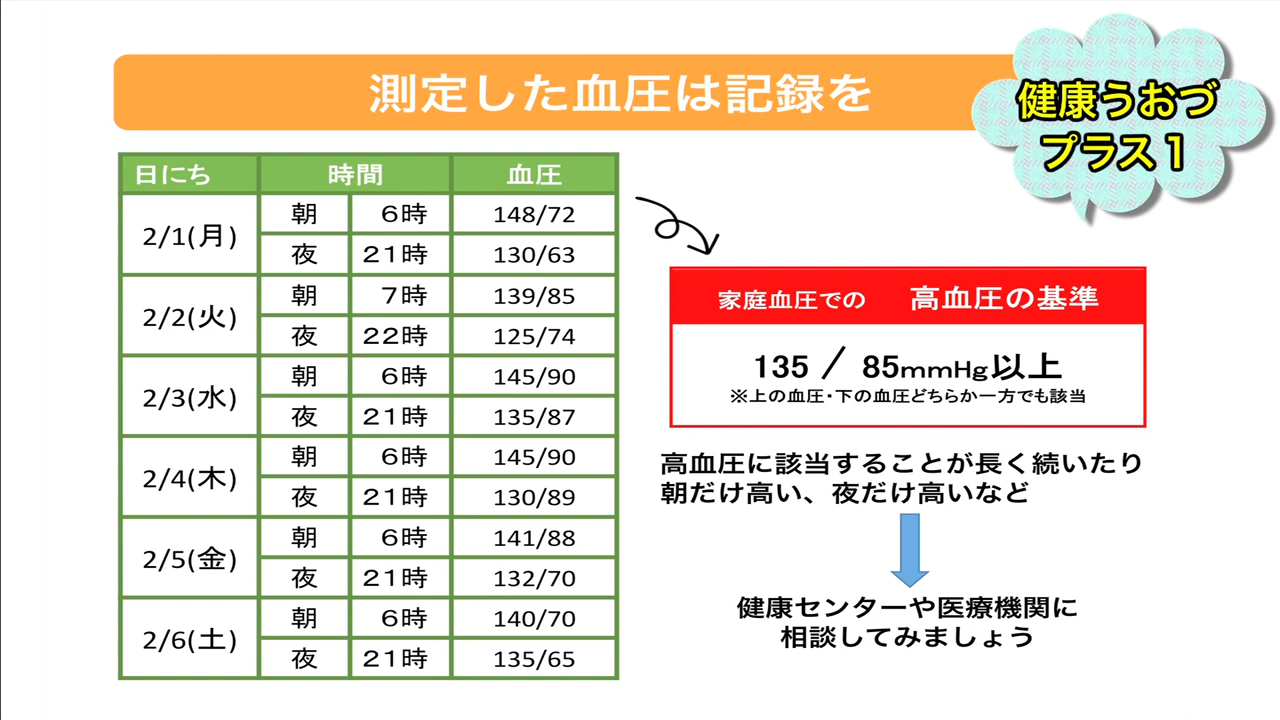 測定した血圧は記録を
健康うおづ
プラス1
日にち 時間 血圧
2/1(月) 朝 6時 148/72
夜 21時 130/63
2/2(火) 朝 7時 139/85
夜 22時 125/74
2/3(水) 朝 6時 145/90
夜 21時 135/87
2/4(木) 朝 6時 145/90
夜 21時 130/89
2/5(金) 朝 6時 141/88
夜 21時 132/70
2/6(土) 朝 6時 140/70
夜 21時 135/65
家庭血圧での 高血圧の基準
135 / 85mmHg以上
※上の血圧・下の血圧どちらか一方でも該当
高血圧に該当することが長く続いたり
朝だけ高い、夜だけ高いなど
健康センターや医療機関に
相談してみましょう